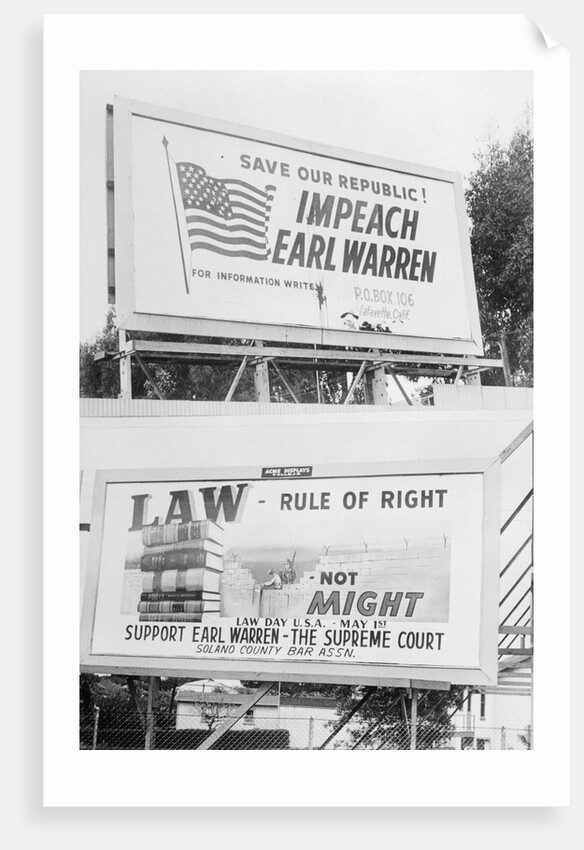 SAVE OUR REPUBLIC!
IMPEACH
EARL WARREN
FOR INFORMATION WRITE
P.O. BOX 106
Lafayette, Calif.
ACME DISPLAYS
LAW - RULE OF RIGHT
- NOT
MIGHT
LAW DAY U.S.A. - MAY 1ST
SUPPORT EARL WARREN - THE SUPREME COURT
SOLANO COUNTY BAR ASSN.